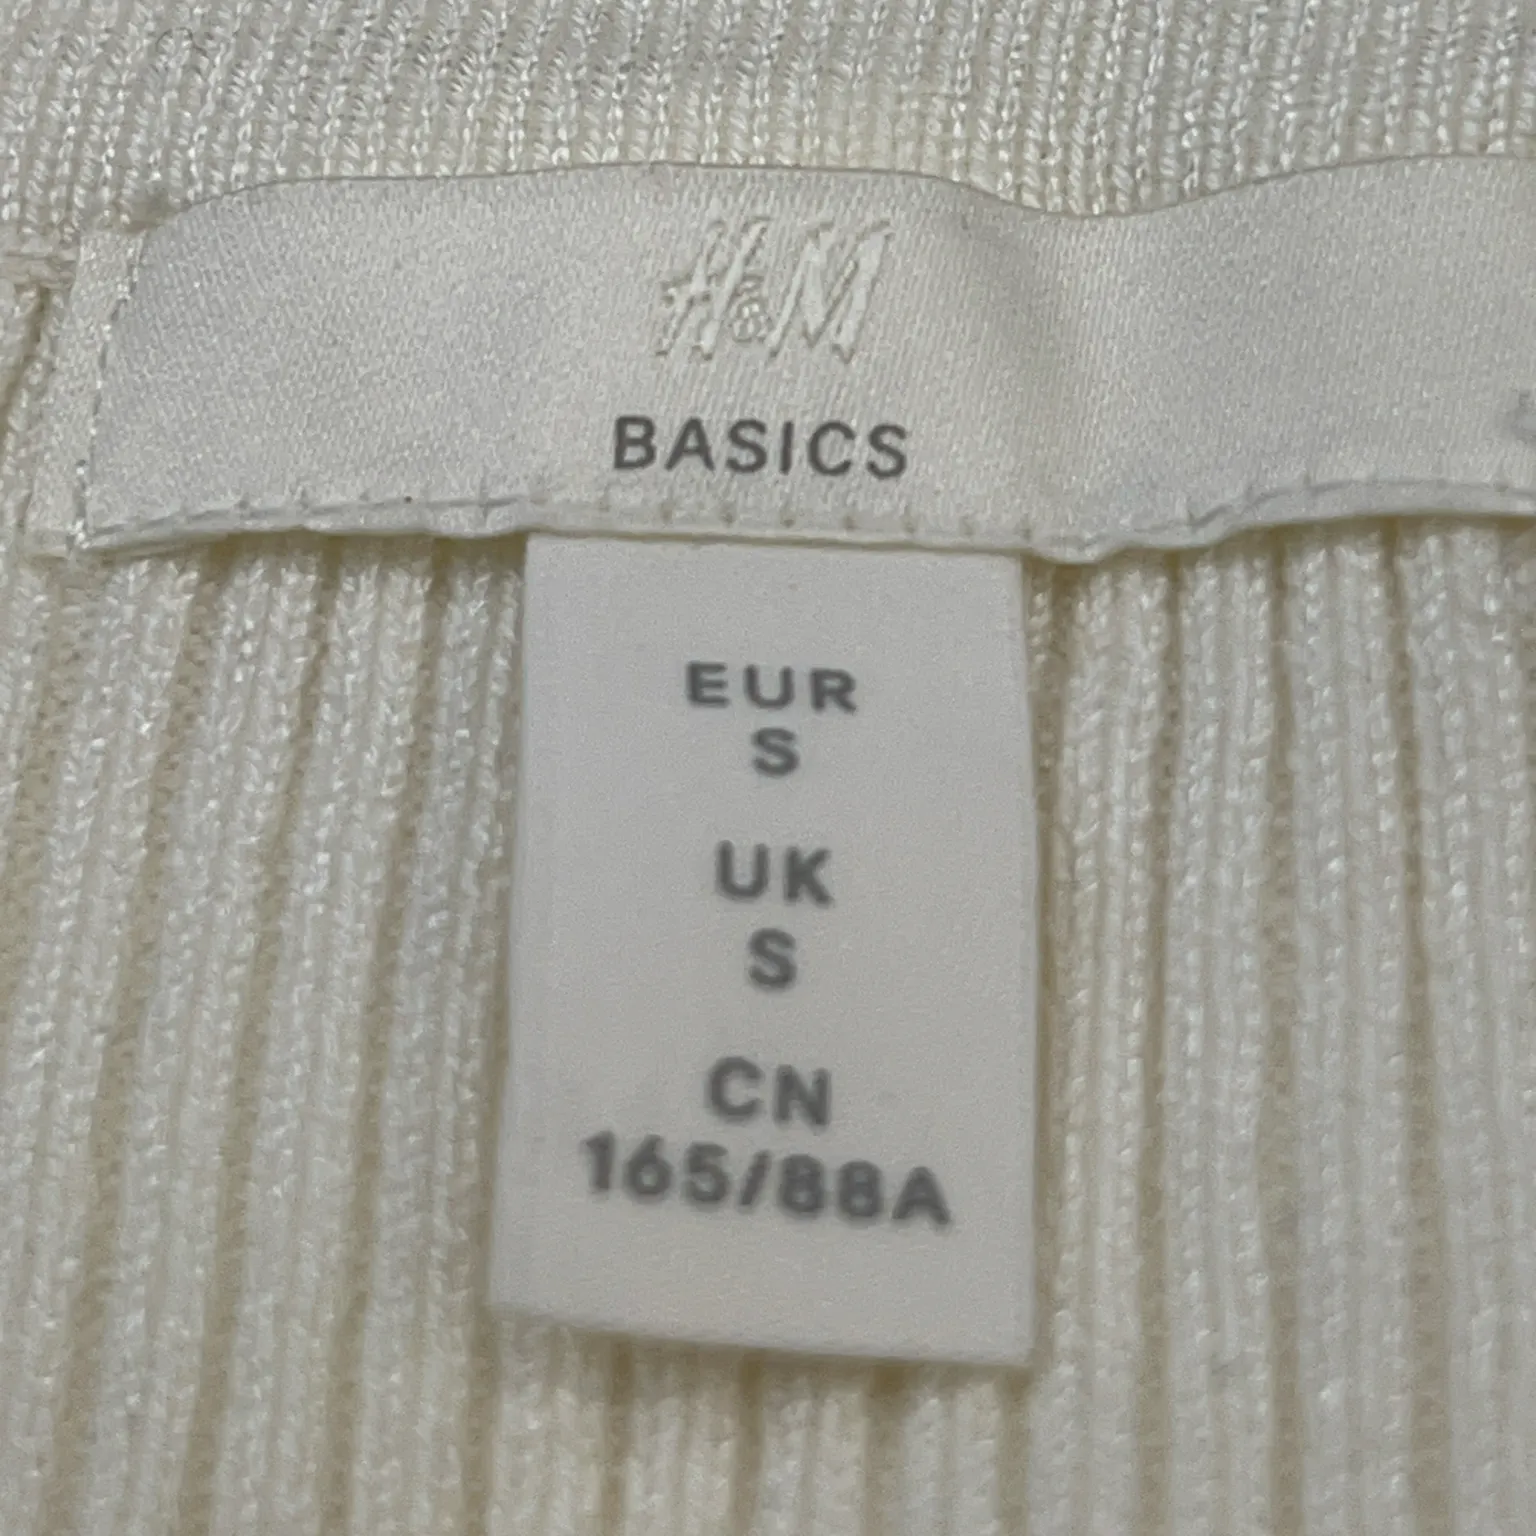 H&M
BASICS
EUR
S
UK
S
CN
165/88A